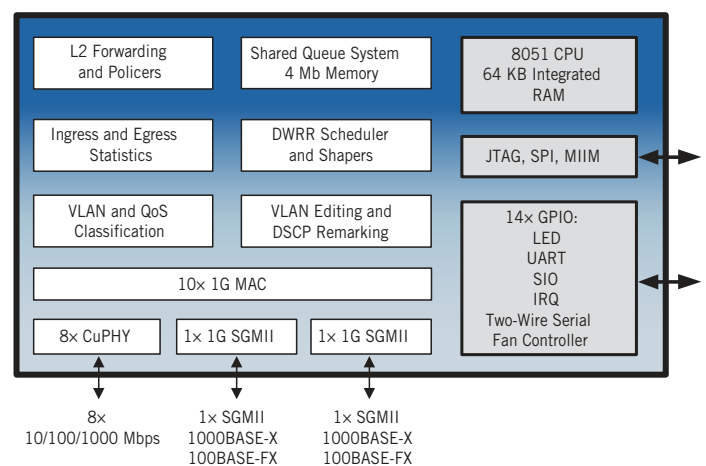 L2 Forwarding
and Policers
Shared Queue System
4 Mb Memory
8051 CPU
64 KB Integrated
RAM
Ingress and Egress
Statistics
DWRR Scheduler
and Shapers
JTAG, SPI, MIIM
VLAN and QoS
Classification
VLAN Editing and
DSCP Remarking
14× GPIO:
LED
UART
SIO
IRQ
Two-Wire Serial
Fan Controller
10× 1G MAC
8× CuPHY
1× 1G SGMII
1× 1G SGMII
8×
10/100/1000 Mbps
1× SGMII
1000BASE-X
100BASE-FX
1× SGMII
1000BASE-X
100BASE-FX